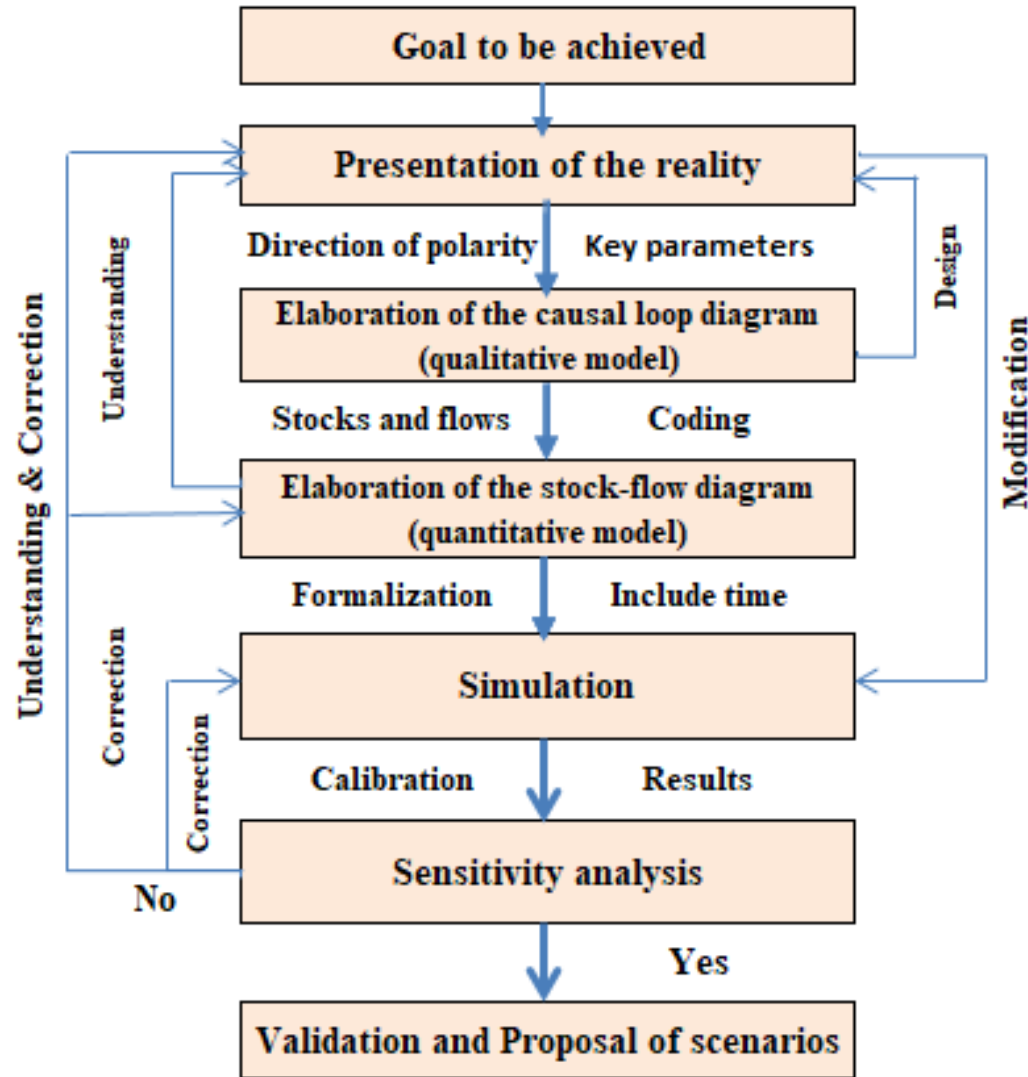 Goal to be achieved
Presentation of the reality
Direction of polarity
Key parameters
Elaboration of the causal loop diagram
(qualitative model)
Stocks and flows
Coding
Elaboration of the stock-flow diagram
(quantitative model)
Formalization
Include time
Simulation
Calibration
Results
Sensitivity analysis
No
Yes
Validation and Proposal of scenarios
Understanding & Correction
Understanding
Correction
Correction
Design
Modification